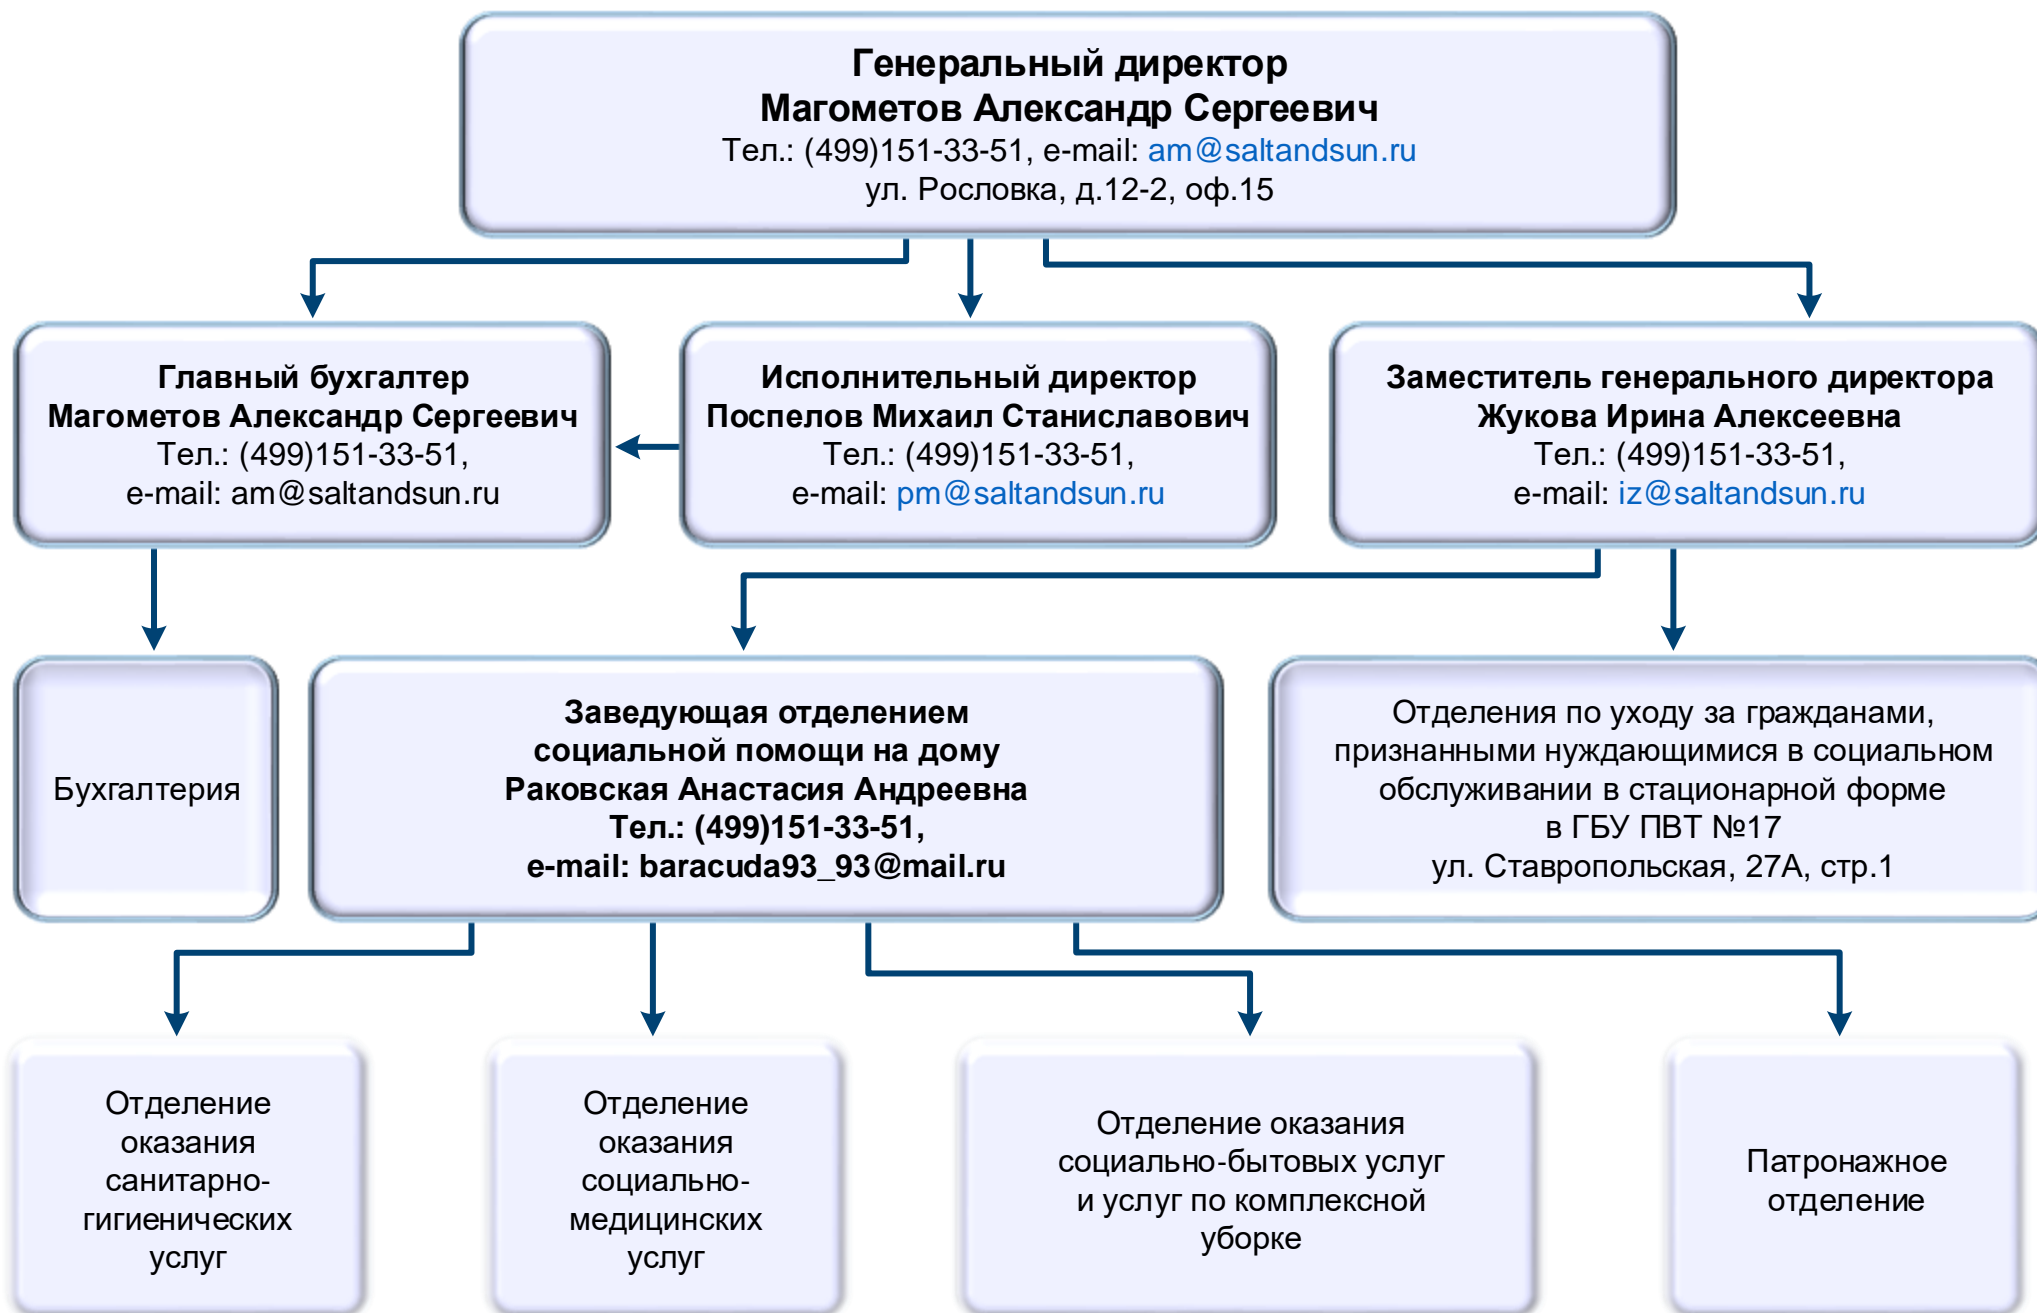 Генеральный директор
Магометов Александр Сергеевич
Тел.: (499)151-33-51, e-mail: am@saltandsun.ru
ул. Рословка, д.12-2, оф.15
Главный бухгалтер
Магометов Александр Сергеевич
Тел.: (499)151-33-51,
e-mail: am@saltandsun.ru
Исполнительный директор
Поспелов Михаил Станиславович
Тел.: (499)151-33-51,
e-mail: pm@saltandsun.ru
Заместитель генерального директора
Жукова Ирина Алексеевна
Тел.: (499)151-33-51,
e-mail: iz@saltandsun.ru
Бухгалтерия
Заведующая отделением
социальной помощи на дому
Раковская Анастасия Андреевна
Тел.: (499)151-33-51,
e-mail: baracuda93_93@mail.ru
Отделения по уходу за гражданами,
признанными нуждающимися в социальном
обслуживании в стационарной форме
в ГБУ ПВТ №17
ул. Ставропольская, 27А, стр.1
Отделение
оказания
санитарно-
гигиенических
услуг
Отделение
оказания
социально-
медицинских
услуг
Отделение оказания
социально-бытовых услуг
и услуг по комплексной
уборке
Патронажное
отделение